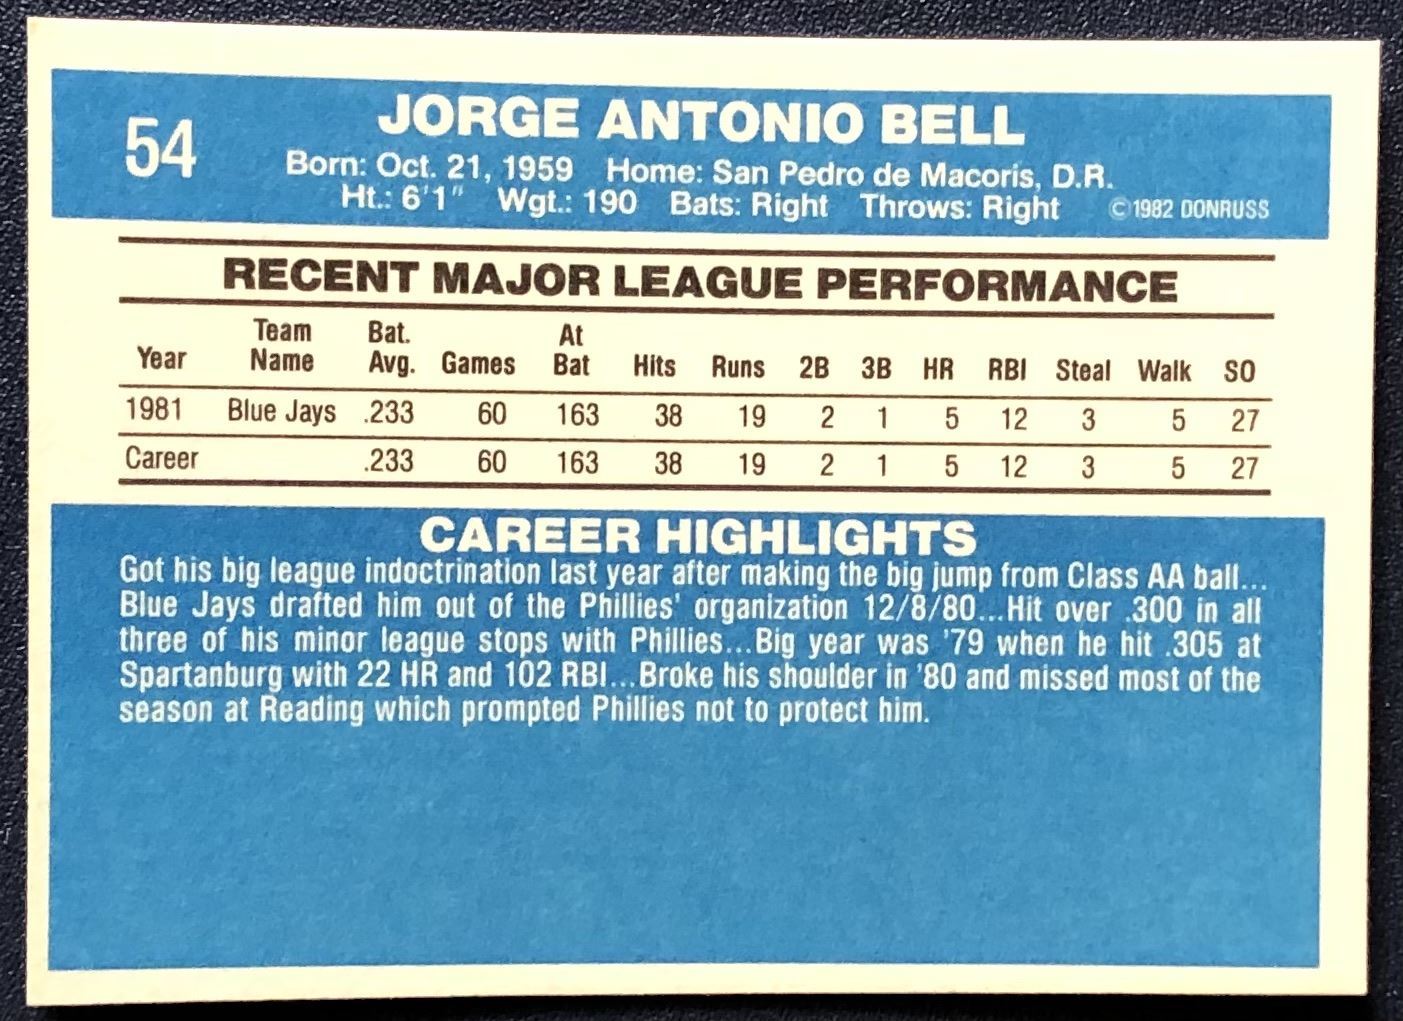 54
JORGE ANTONIO BELL
Born: Oct. 21, 1959 Home: San Pedro de Macoris, D.R.
Ht.: 6'1" Wgt.: 190 Bats: Right Throws: Right ©1982 DONRUSS
RECENT MAJOR LEAGUE PERFORMANCE
Year Team Name Bat. Avg. Games At Bat Hits Runs 2B 3B HR RBI Steal Walk SO
1981 Blue Jays .233 60 163 38 19 2 1 5 12 3 5 27
Career .233 60 163 38 19 2 1 5 12 3 5 27
CAREER HIGHLIGHTS
Got his big league indoctrination last year after making the big jump from Class AA ball...
Blue Jays drafted him out of the Phillies' organization 12/8/80...Hit over .300 in all
three of his minor league stops with Phillies...Big year was '79 when he hit .305 at
Spartanburg with 22 HR and 102 RBI...Broke his shoulder in '80 and missed most of the
season at Reading which prompted Phillies not to protect him.